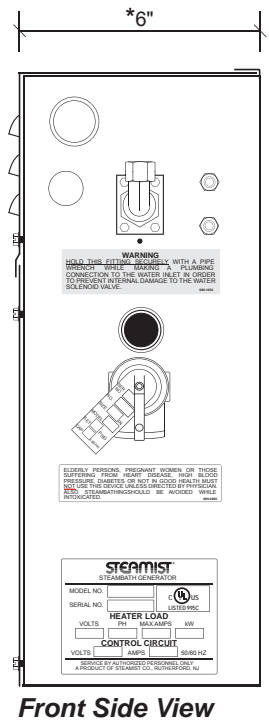 *6"
WARNING
HOLD THIS FITTING SECURELY WITH A PIPE
WRENCH WHILE MAKING A PLUMBING
CONNECTION TO THE WATER INLET IN ORDER
TO PREVENT INTERNAL DAMAGE TO THE WATER
SOLENOID VALVE.
ELDERLY PERSONS, PREGNANT WOMEN OR THOSE
SUFFERING FROM HEART DISEASE, HIGH BLOOD
PRESSURE, DIABETES OR NOT IN GOOD HEALTH MUST
NOT USE THIS DEVICE UNLESS DIRECTED BY PHYSICIAN.
ALSO STEAMBATHINGSHOULD BE AVOIDED WHILE
INTOXICATED.
STEAMIST
STEAMBATH GENERATOR
MODEL NO.
SERIAL NO.
C UL US
LISTED 995C
HEATER LOAD
VOLTS PH MAX AMPS kW
CONTROL CIRCUIT
VOLTS AMPS 50/60 HZ
SERVICE BY AUTHORIZED PERSONNEL ONLY
A PRODUCT OF STEAMIST CO., RUTHERFORD, NJ
Front Side View